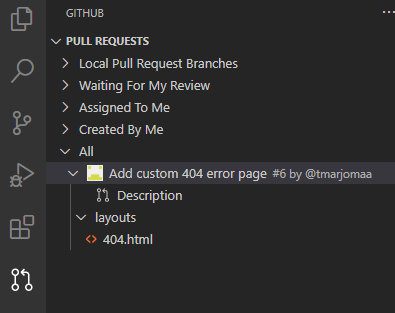 GITHUB
PULL REQUESTS
Local Pull Request Branches
Waiting For My Review
Assigned To Me
Created By Me
All
Add custom 404 error page #6 by @tmarjomaa
Description
layouts
404.html